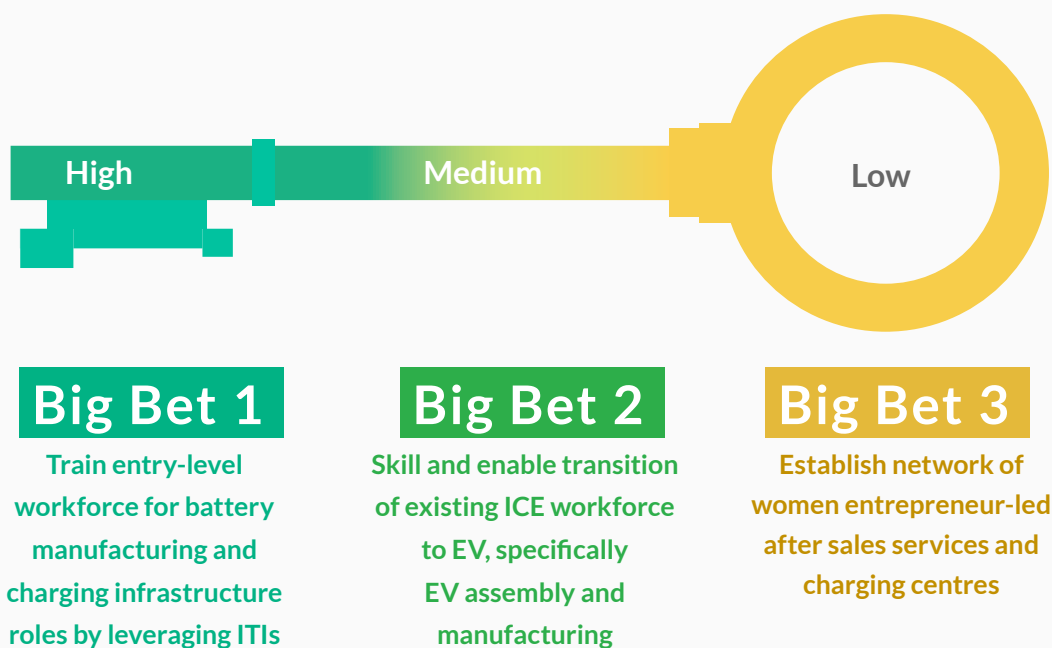 High
Medium
Low
Big Bet 1
Train entry-level
workforce for battery
manufacturing and
charging infrastructure
roles by leveraging ITIs
Big Bet 2
Skill and enable transition
of existing ICE workforce
to EV, specifically
EV assembly and
manufacturing
Big Bet 3
Establish network of
women entrepreneur-led
after sales services and
charging centres